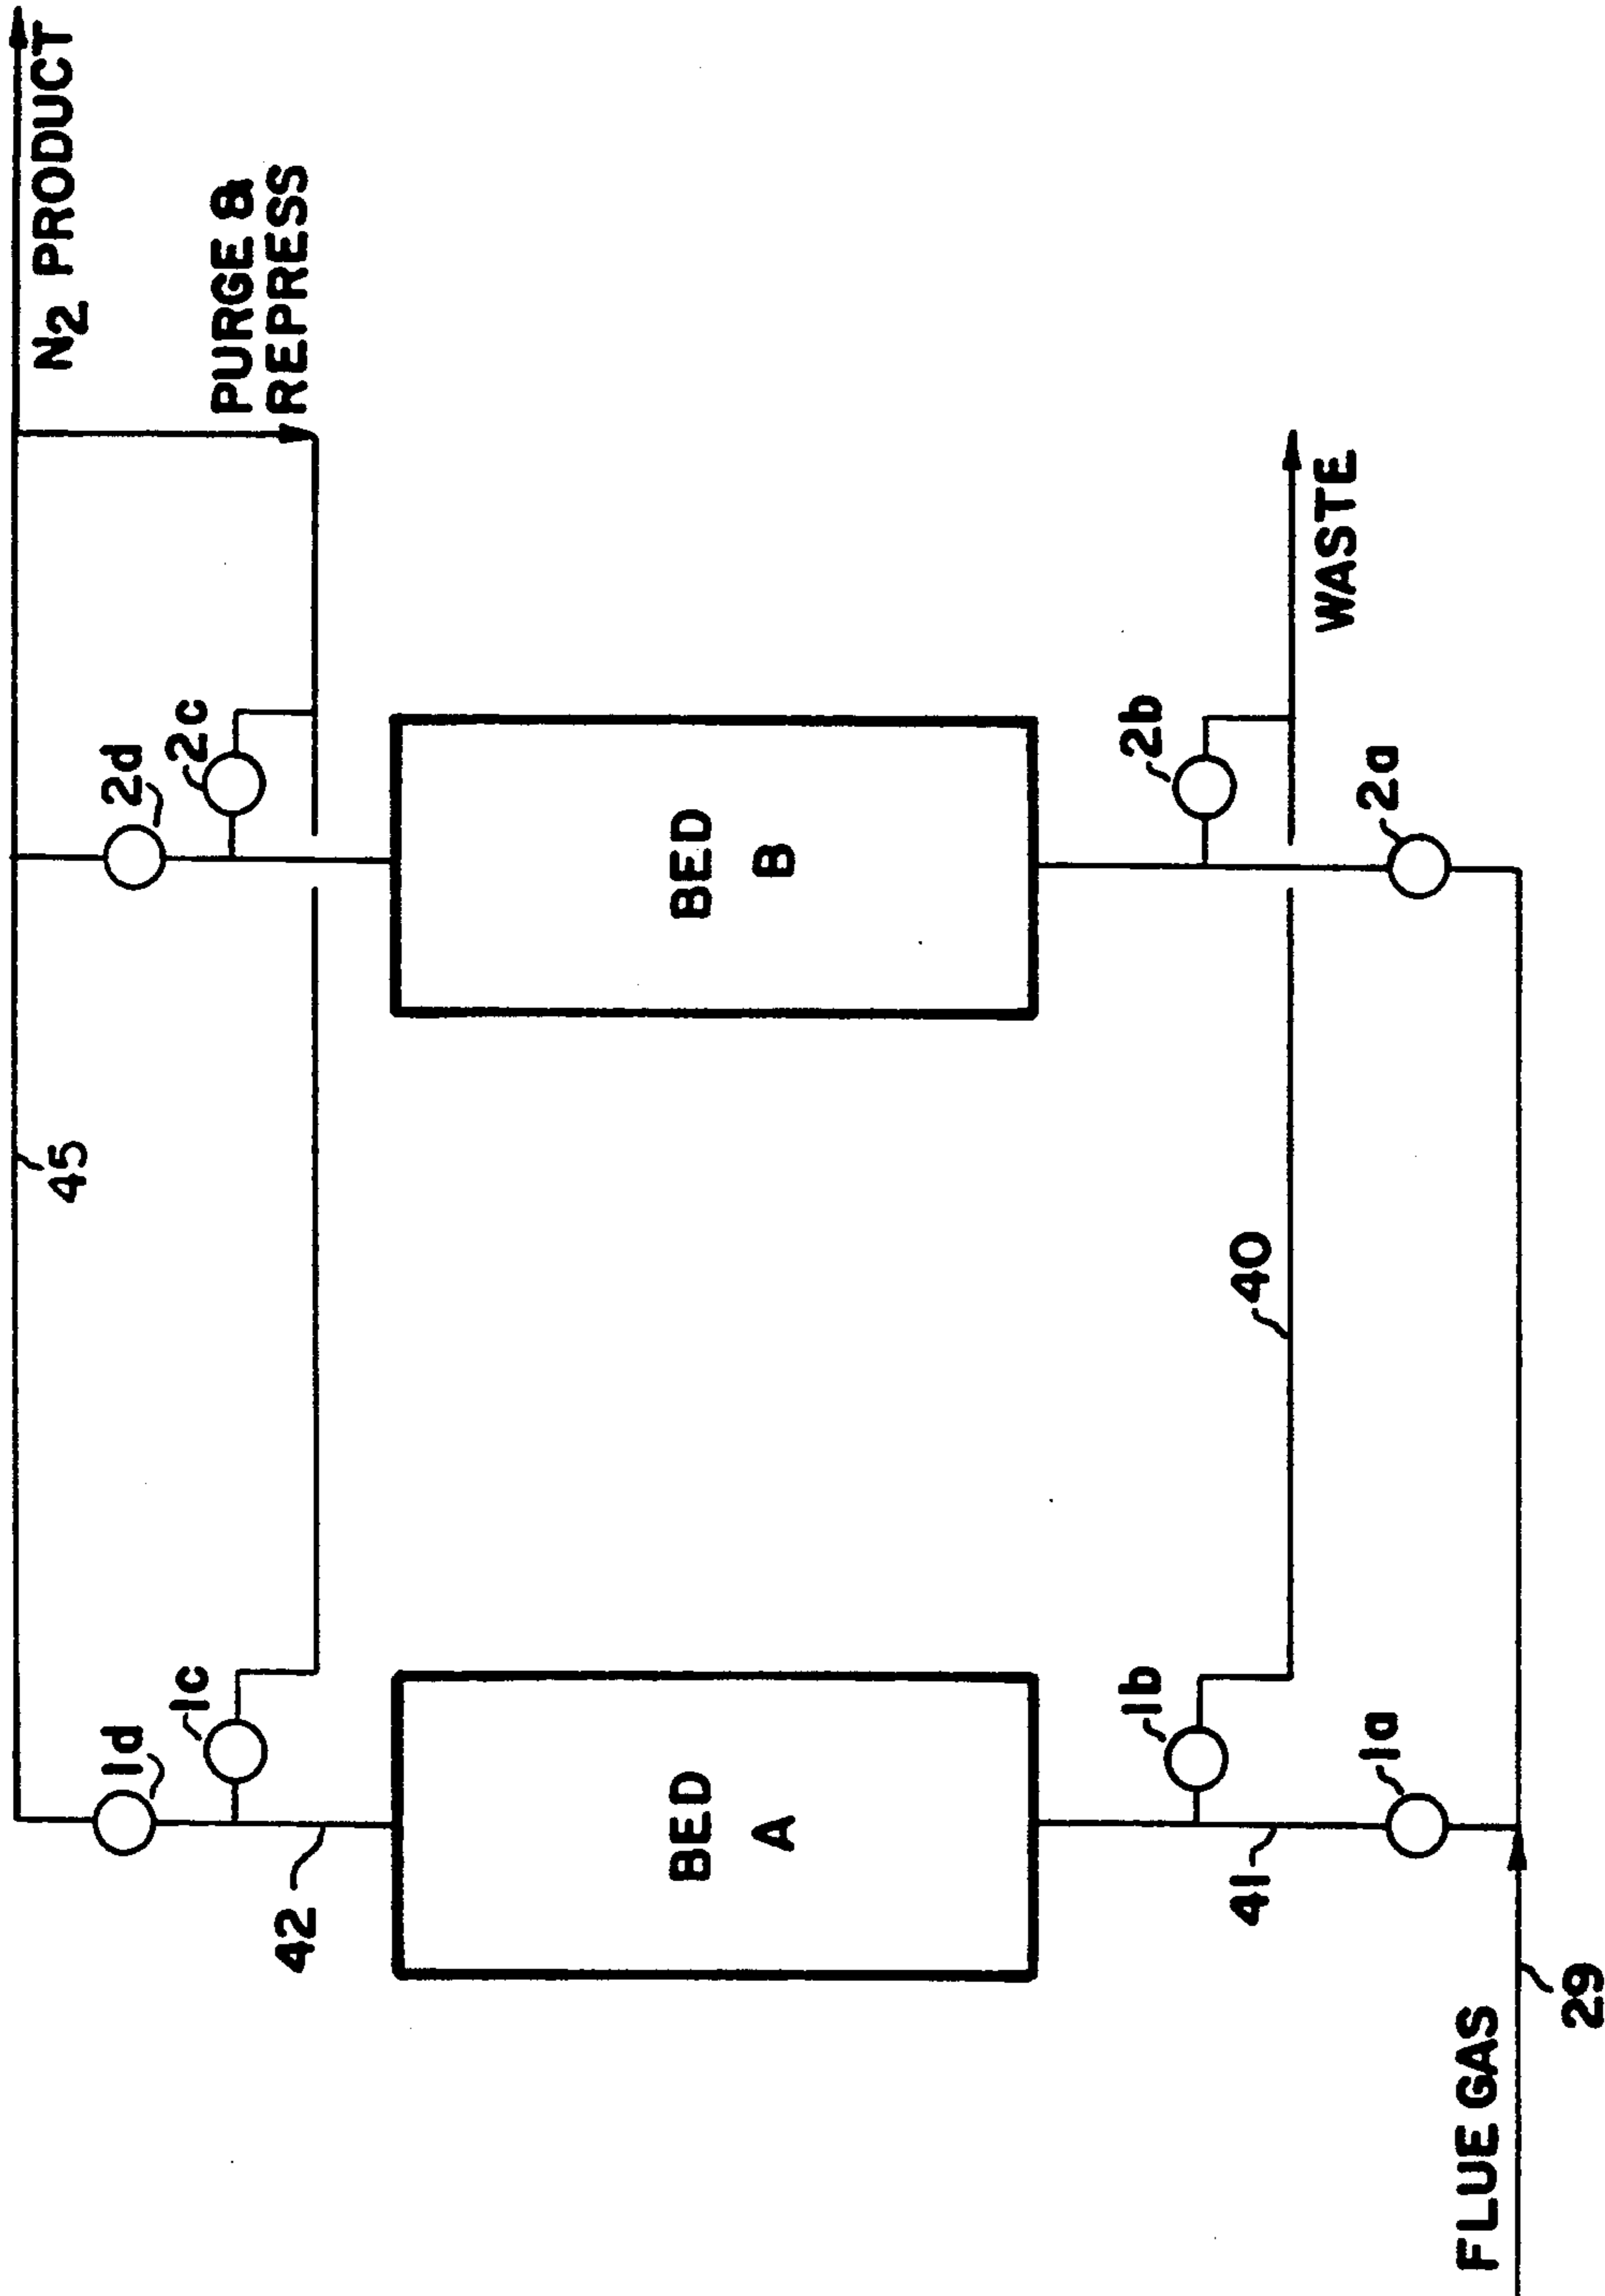 N2 PRODUCT
45
PURGE &
REPRESS
1d
1c
2d
2c
42
BED
A
BED
B
1b
2b
41
40
WASTE
1a
2a
FLUE GAS
29